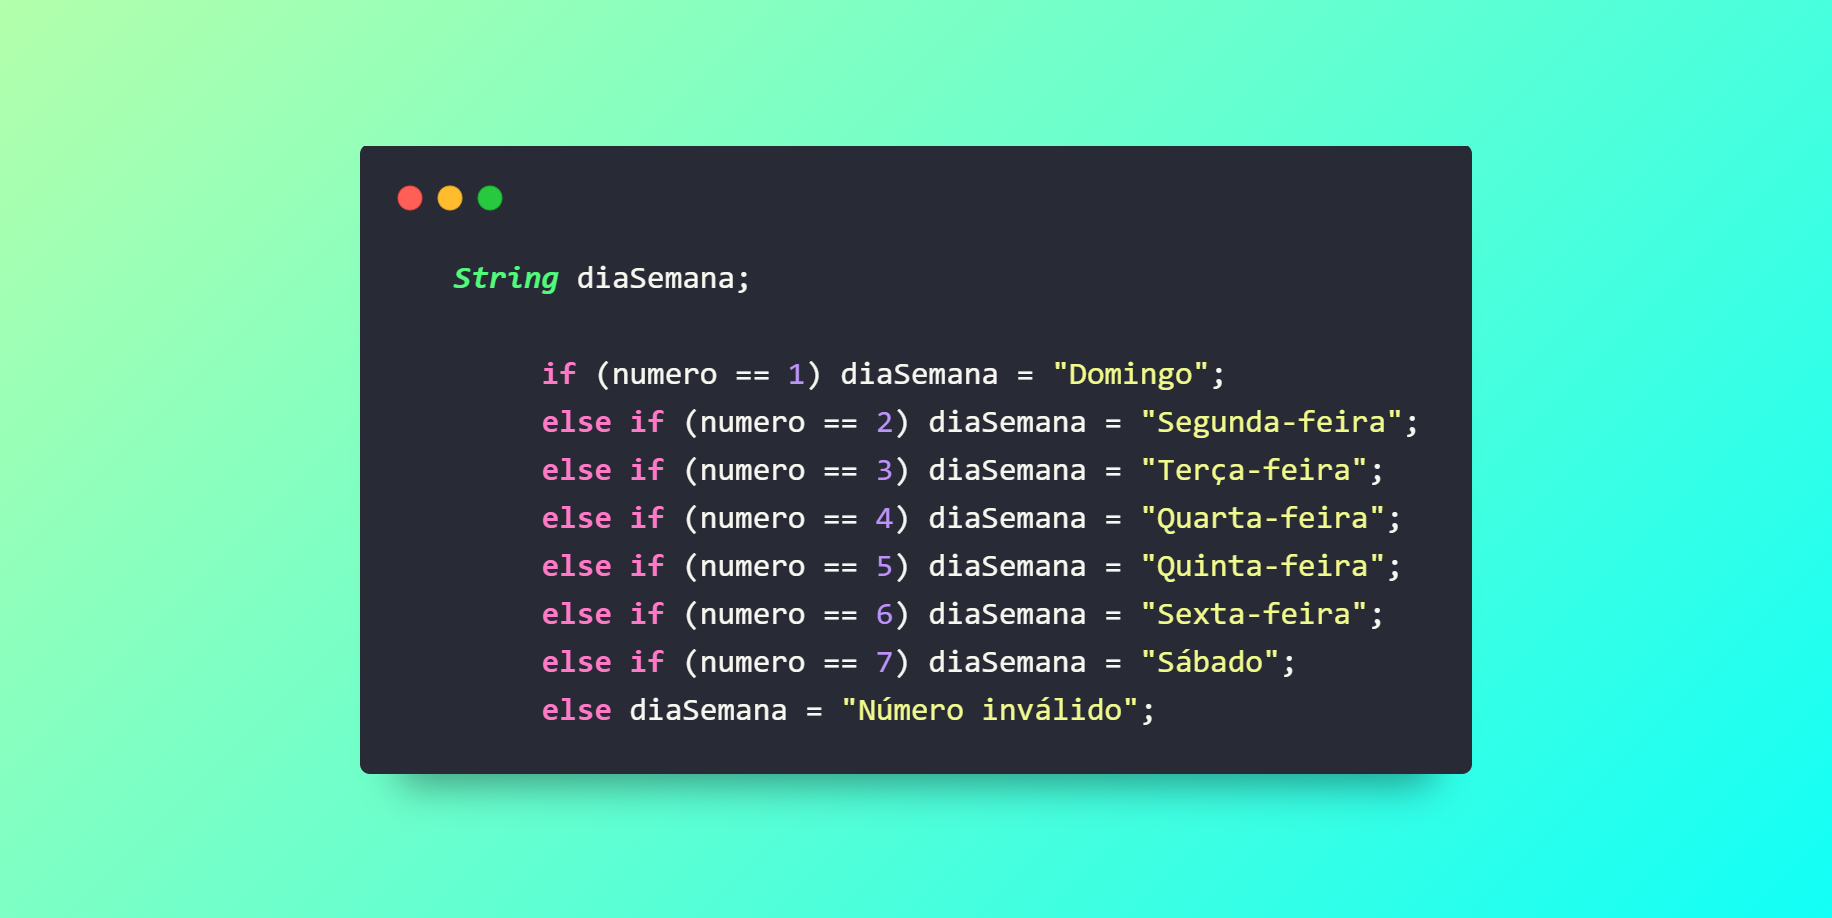 String diaSemana;
if (numero == 1) diaSemana = "Domingo";
else if (numero == 2) diaSemana = "Segunda-feira";
else if (numero == 3) diaSemana = "Terça-feira";
else if (numero == 4) diaSemana = "Quarta-feira";
else if (numero == 5) diaSemana = "Quinta-feira";
else if (numero == 6) diaSemana = "Sexta-feira";
else if (numero == 7) diaSemana = "Sábado";
else diaSemana = "Número inválido";